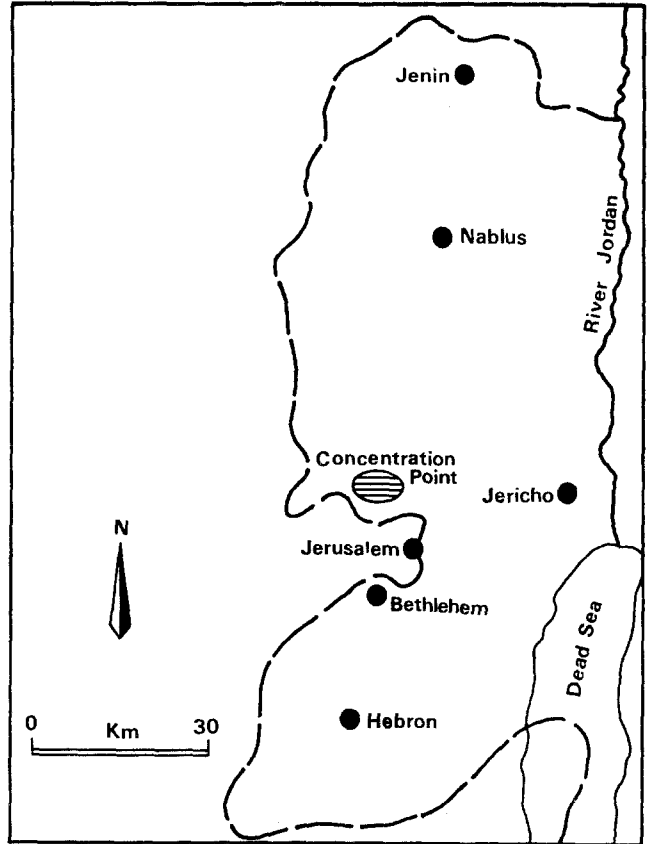 Jenin
Nablus
River Jordan
Concentration
Point
Jericho
N
Jerusalem
Bethlehem
Dead Sea
0 Km 30
Hebron